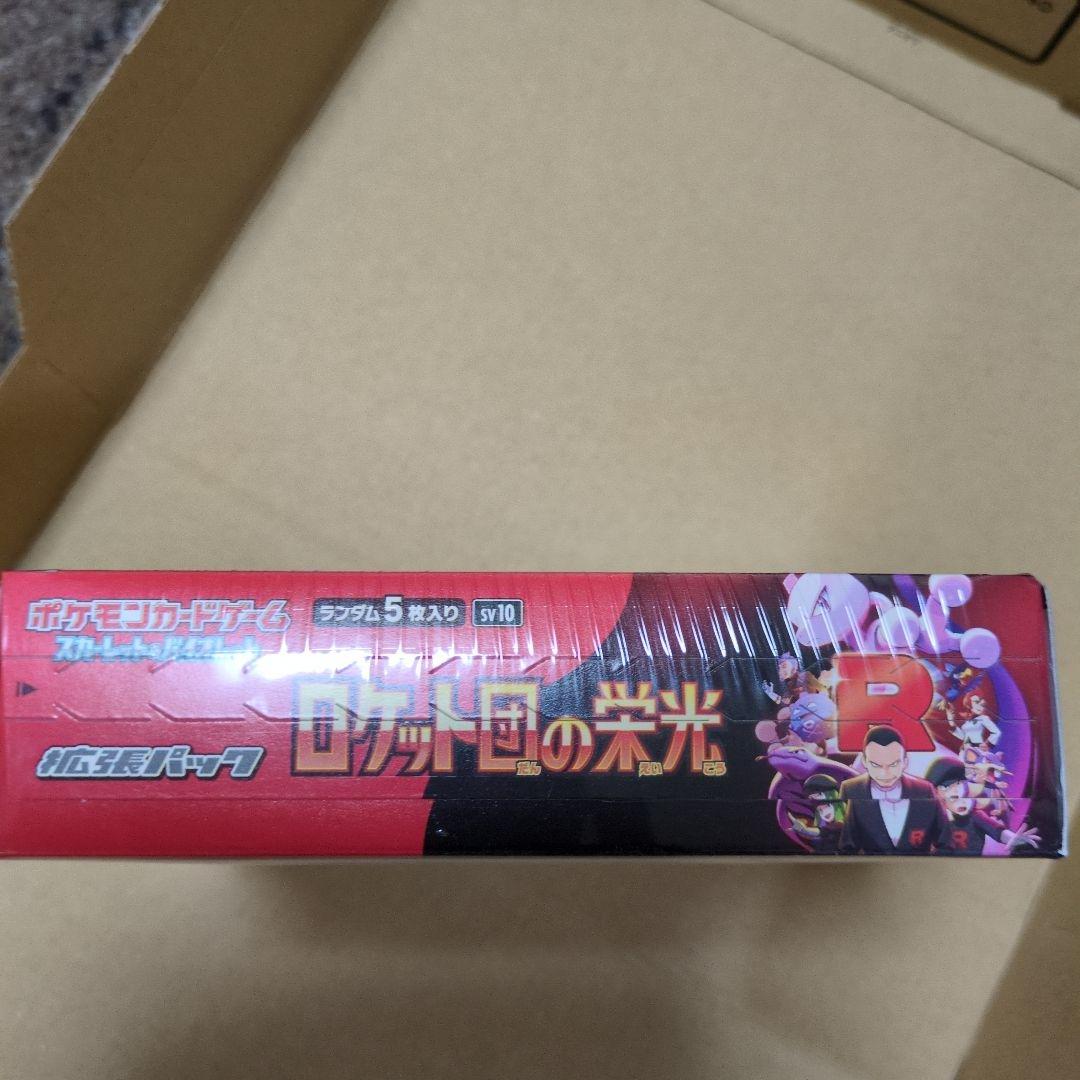 ポケモンカードゲーム
スカーレット&バイオレット
ランダム5枚入り
SV10
拡張パック
ロケット団の栄光
だん えい こう
R
R
R